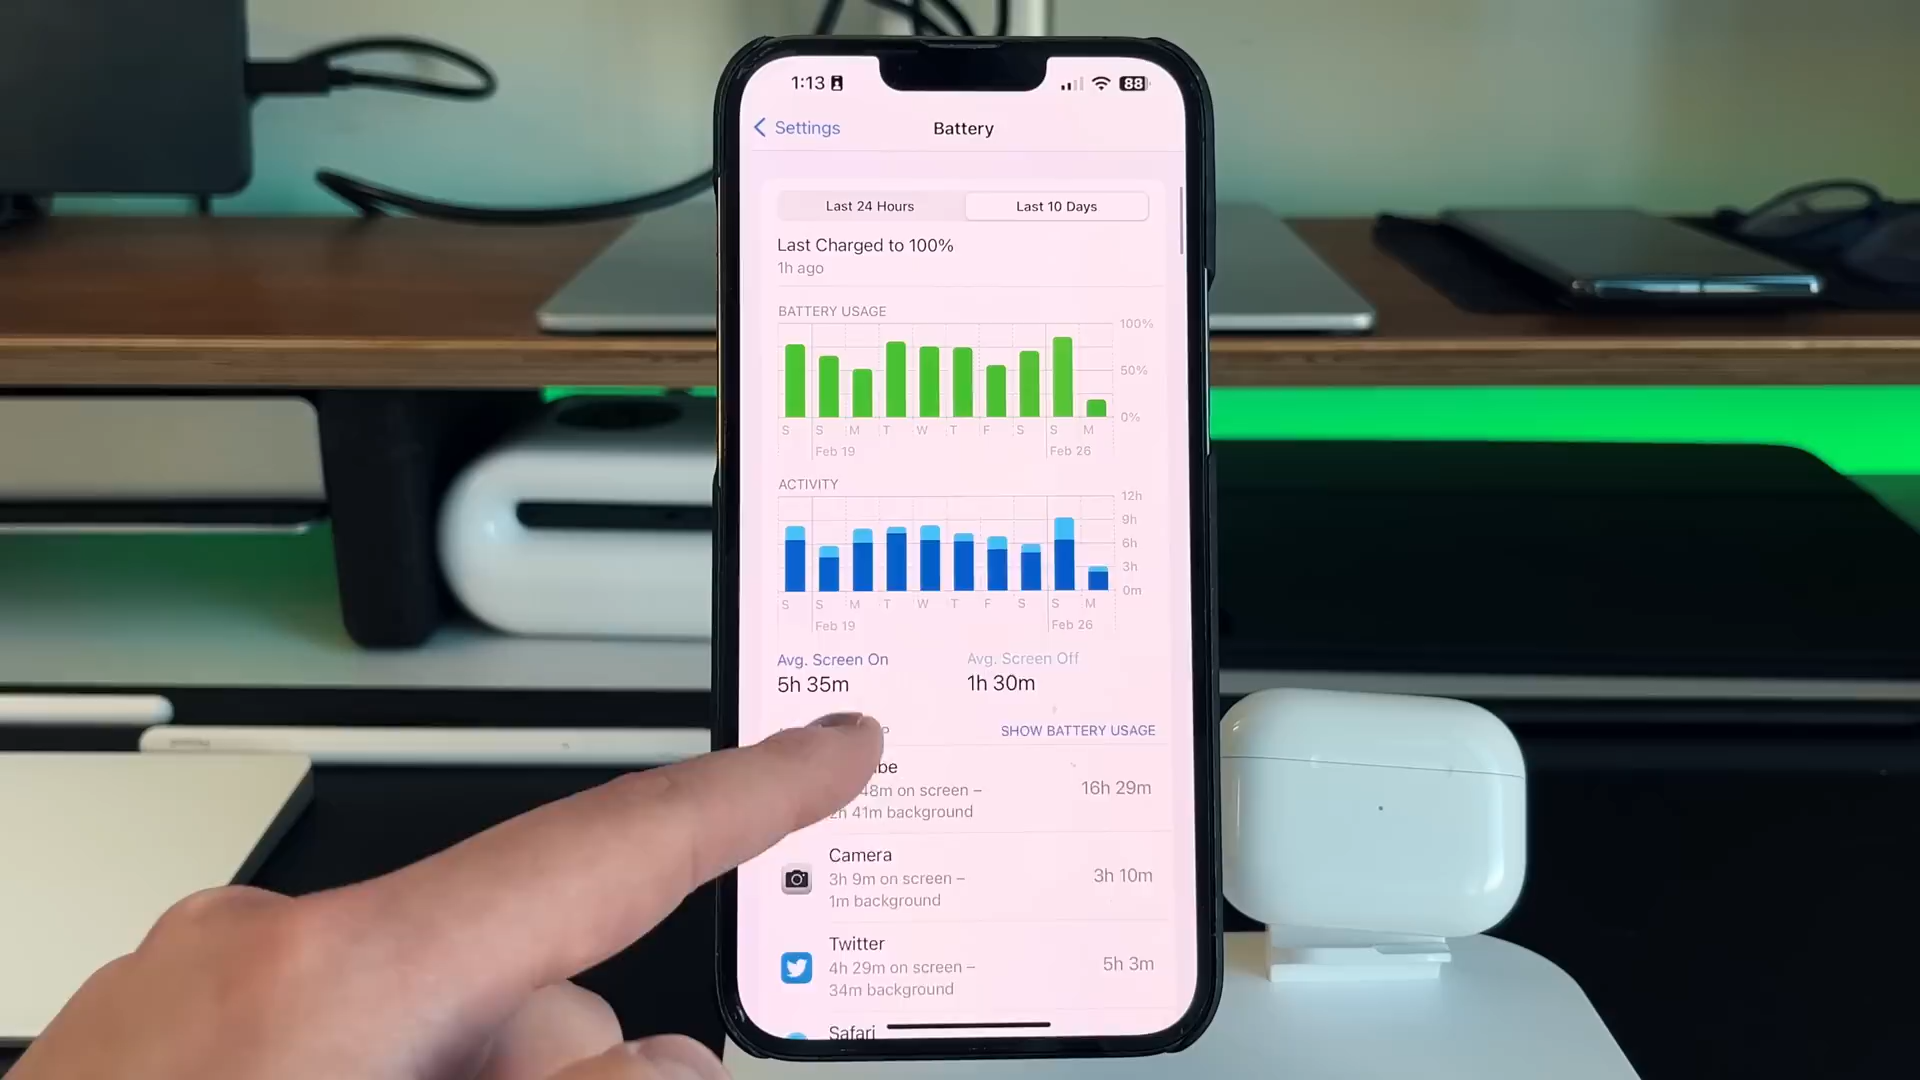 1:13 88
Settings Battery
Last 24 Hours Last 10 Days
Last Charged to 100%
1h ago
BATTERY USAGE
100%
50%
0%
S S M T W T F S S M
Feb 19 Feb 26
ACTIVITY
12h
9h
6h
3h
0m
S S M T W T F S S M
Feb 19 Feb 26
Avg. Screen On Avg. Screen Off
5h 35m 1h 30m
SHOW BATTERY USAGE
be
48m on screen – 16h 29m
2h 41m background
Camera
3h 9m on screen – 3h 10m
1m background
Twitter
4h 29m on screen – 5h 3m
34m background
Safari